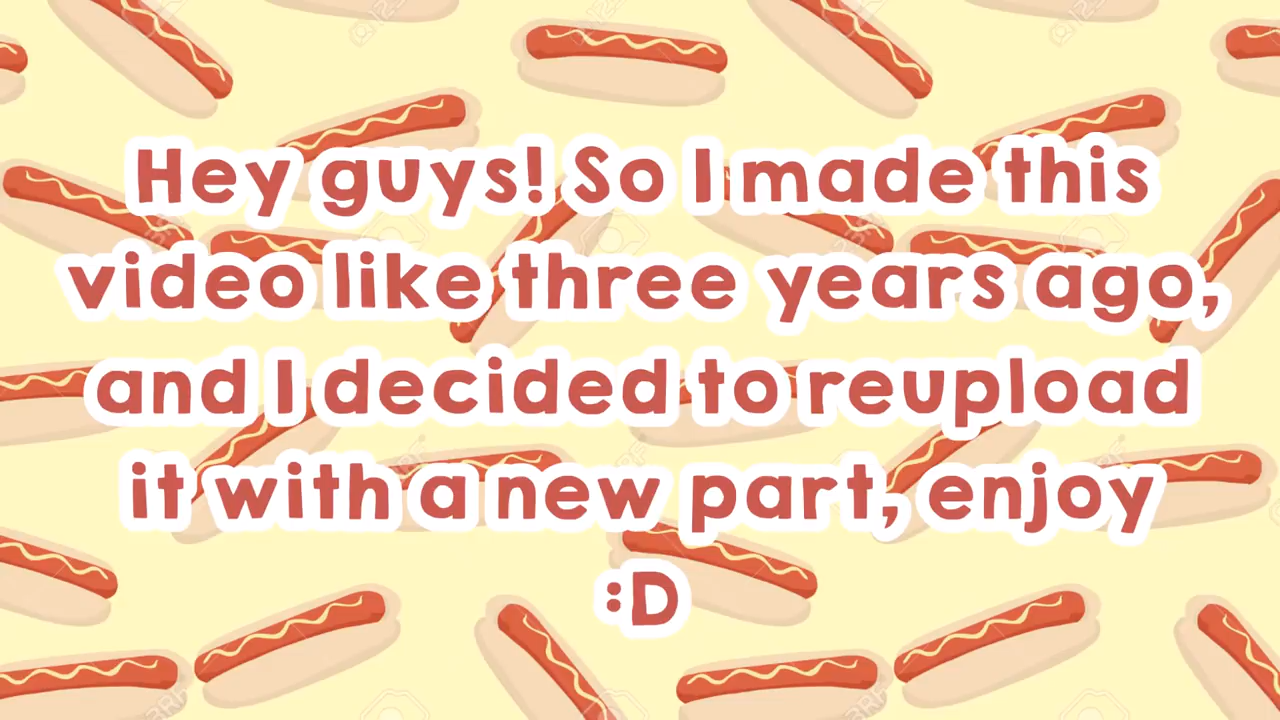 Hey guys! So I made this
video like three years ago,
and I decided to reupload
it with a new part, enjoy
:D